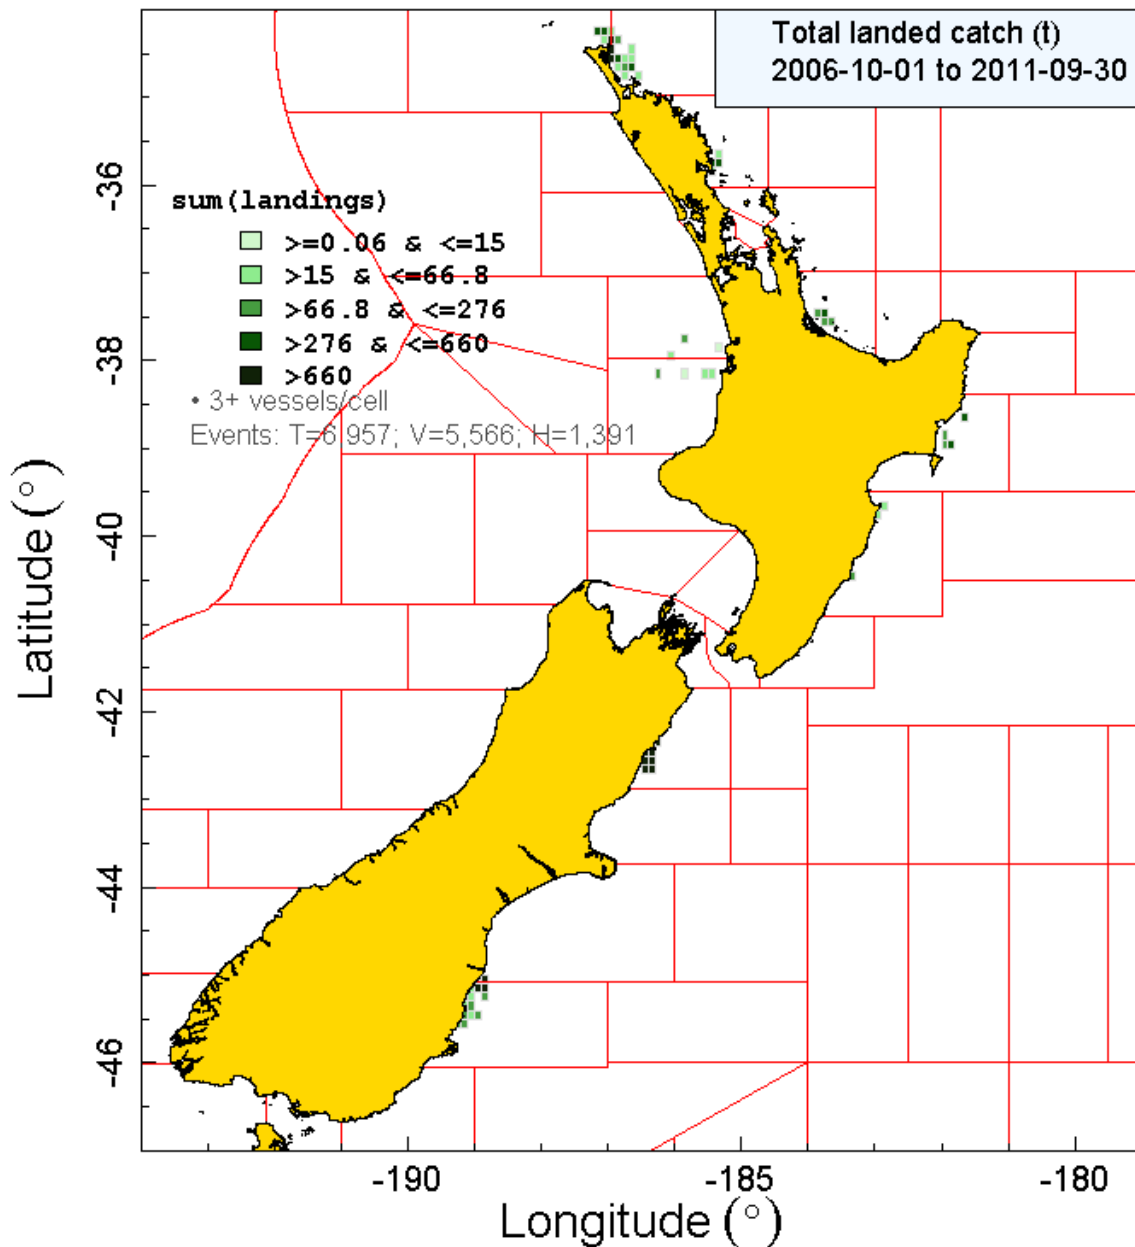 Total landed catch (t)
2006-10-01 to 2011-09-30
sum(landings)
>=0.06 & <=15
>15 & <=66.8
>66.8 & <=276
>276 & <=660
>660
• 3+ vessels/cell
Events: T=6,957; V=5,566; H=1,391
Latitude (°)
-36
-38
-40
-42
-44
-46
-190
-185
-180
Longitude (°)